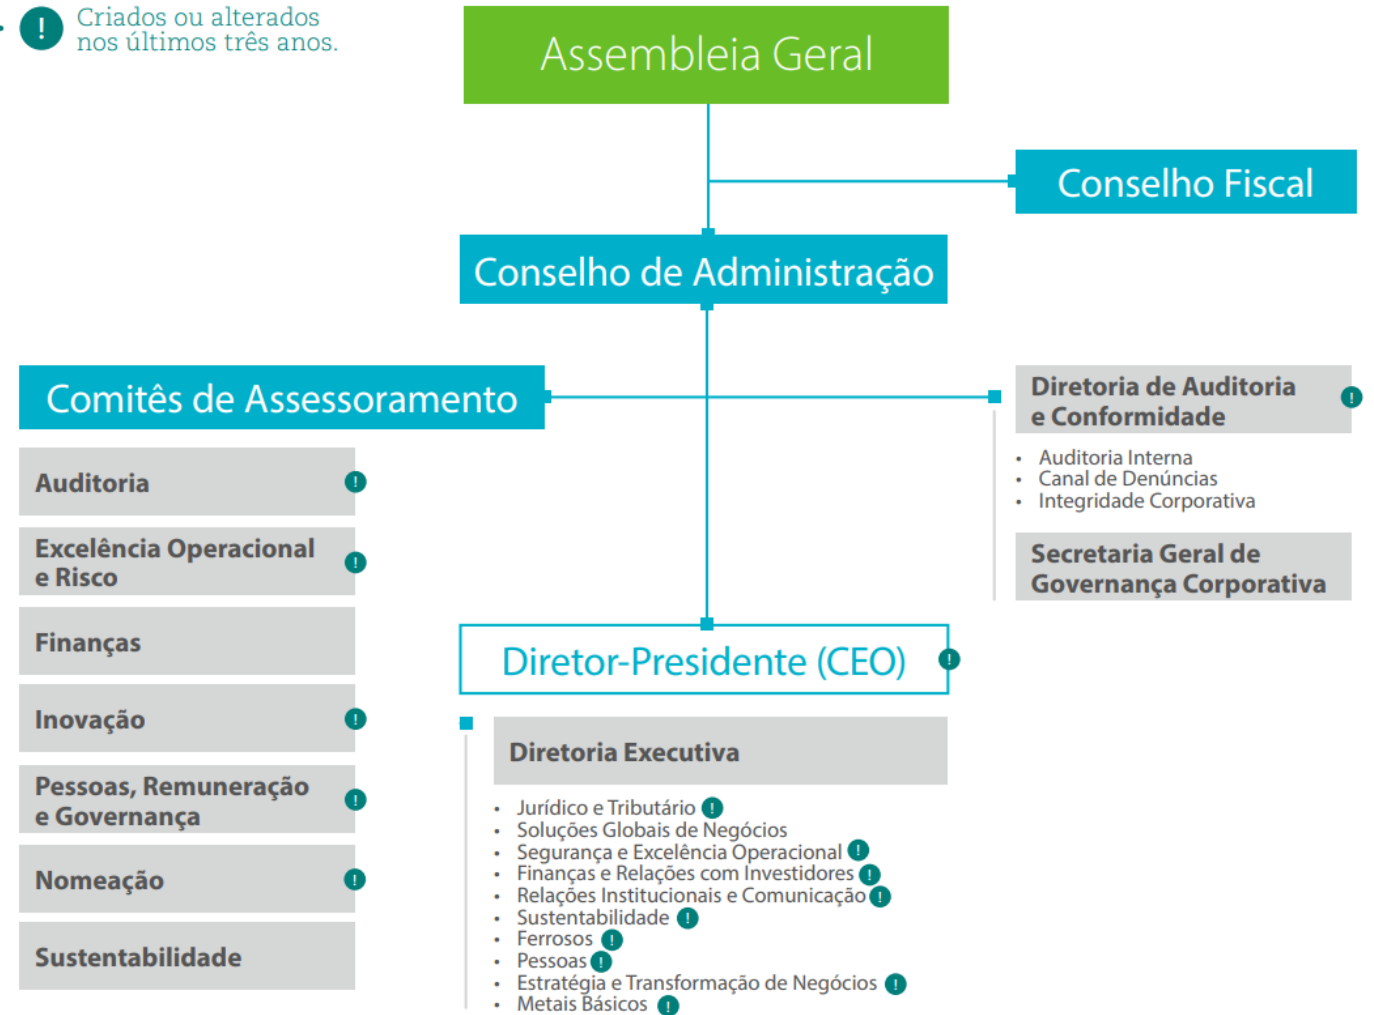 ! Criados ou alterados
nos últimos três anos.
Assembleia Geral
Conselho Fiscal
Conselho de Administração
Comitês de Assessoramento
Auditoria !
Excelência Operacional
e Risco !
Finanças
Inovação !
Pessoas, Remuneração
e Governança !
Nomeação !
Sustentabilidade
Diretoria de Auditoria
e Conformidade !
• Auditoria Interna
• Canal de Denúncias
• Integridade Corporativa
Secretaria Geral de
Governança Corporativa
Diretor-Presidente (CEO) !
Diretoria Executiva
• Jurídico e Tributário !
• Soluções Globais de Negócios
• Segurança e Excelência Operacional !
• Finanças e Relações com Investidores !
• Relações Institucionais e Comunicação !
• Sustentabilidade !
• Ferrosos !
• Pessoas !
• Estratégia e Transformação de Negócios !
• Metais Básicos !